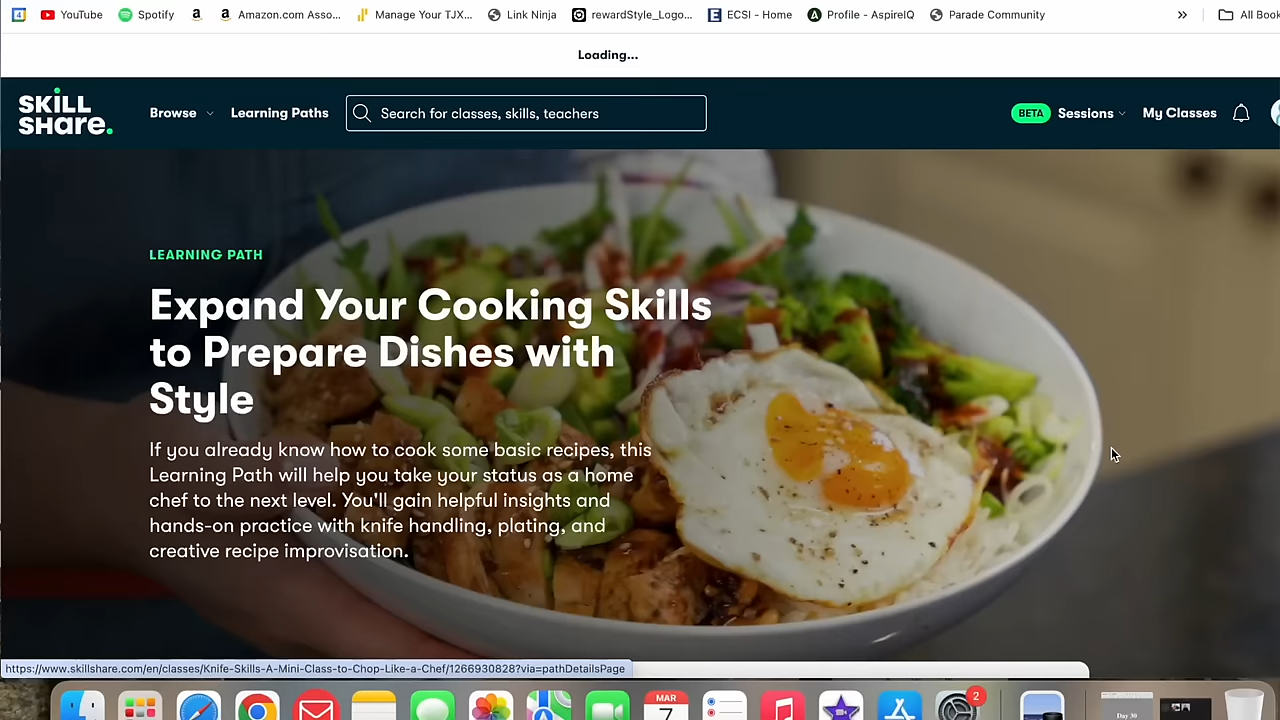 4 YouTube Spotify a a Amazon.com Asso... Manage Your TJX... Link Ninja rewardStyle_Logo... E ECSI - Home A Profile - AspireIQ Parade Community » All Book
Loading...
SKILL
SHare.
Browse Learning Paths Search for classes, skills, teachers BETA Sessions My Classes
LEARNING PATH
Expand Your Cooking Skills
to Prepare Dishes with
Style
If you already know how to cook some basic recipes, this
Learning Path will help you take your status as a home
chef to the next level. You'll gain helpful insights and
hands-on practice with knife handling, plating, and
creative recipe improvisation.
https://www.skillshare.com/en/classes/Knife-Skills-A-Mini-Class-to-Chop-Like-a-Chef/1266930828?via=pathDetailsPage
MAR 2
7 Day 30